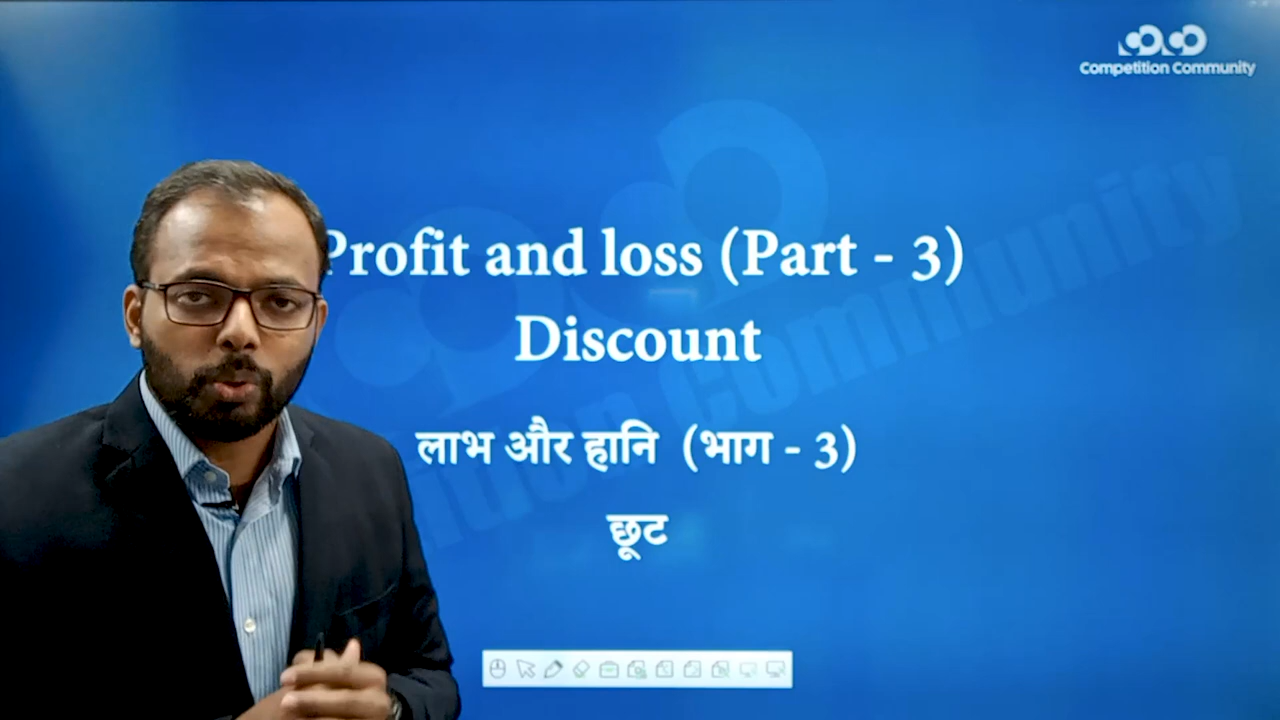 Competition Community
Profit and loss (Part - 3)
Discount
लाभ और हानि (भाग - 3)
छूट